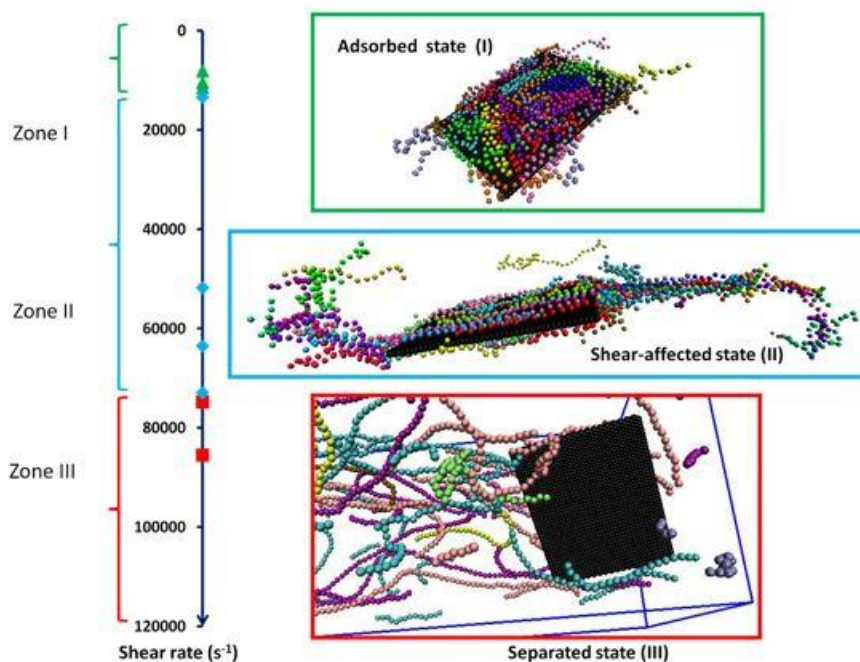 0
Adsorbed state (I)
Zone I
20000
40000
Zone II
60000
Shear-affected state (II)
80000
Zone III
100000
120000
Shear rate (s⁻¹)
Separated state (III)